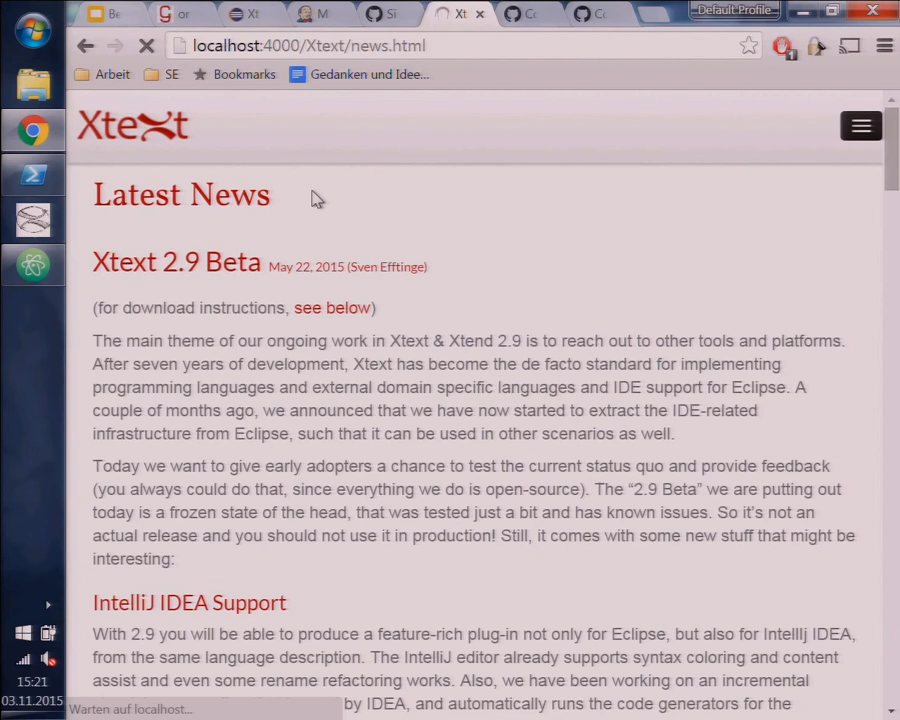 Be
or
Xt
M
Si
Xt
Default Profile
localhost:4000/Xtext/news.html
1
Arbeit
SE
Bookmarks
Gedanken und Idee...
Xtext
Latest News
Xtext 2.9 Beta May 22, 2015 (Sven Efftinge)
(for download instructions, see below)
The main theme of our ongoing work in Xtext & Xtend 2.9 is to reach out to other tools and platforms.
After seven years of development, Xtext has become the de facto standard for implementing
programming languages and external domain specific languages and IDE support for Eclipse. A
couple of months ago, we announced that we have now started to extract the IDE-related
infrastructure from Eclipse, such that it can be used in other scenarios as well.
Today we want to give early adopters a chance to test the current status quo and provide feedback
(you always could do that, since everything we do is open-source). The “2.9 Beta” we are putting out
today is a frozen state of the head, that was tested just a bit and has known issues. So it’s not an
actual release and you should not use it in production! Still, it comes with some new stuff that might be
interesting:
IntelliJ IDEA Support
With 2.9 you will be able to produce a feature-rich plug-in not only for Eclipse, but also for Intellij IDEA,
from the same language description. The IntelliJ editor already supports syntax coloring and content
assist and even some rename refactoring works. Also, we have been working on an incremental
by IDEA, and automatically runs the code generators for the
Warten auf localhost...
15:21
03.11.2015